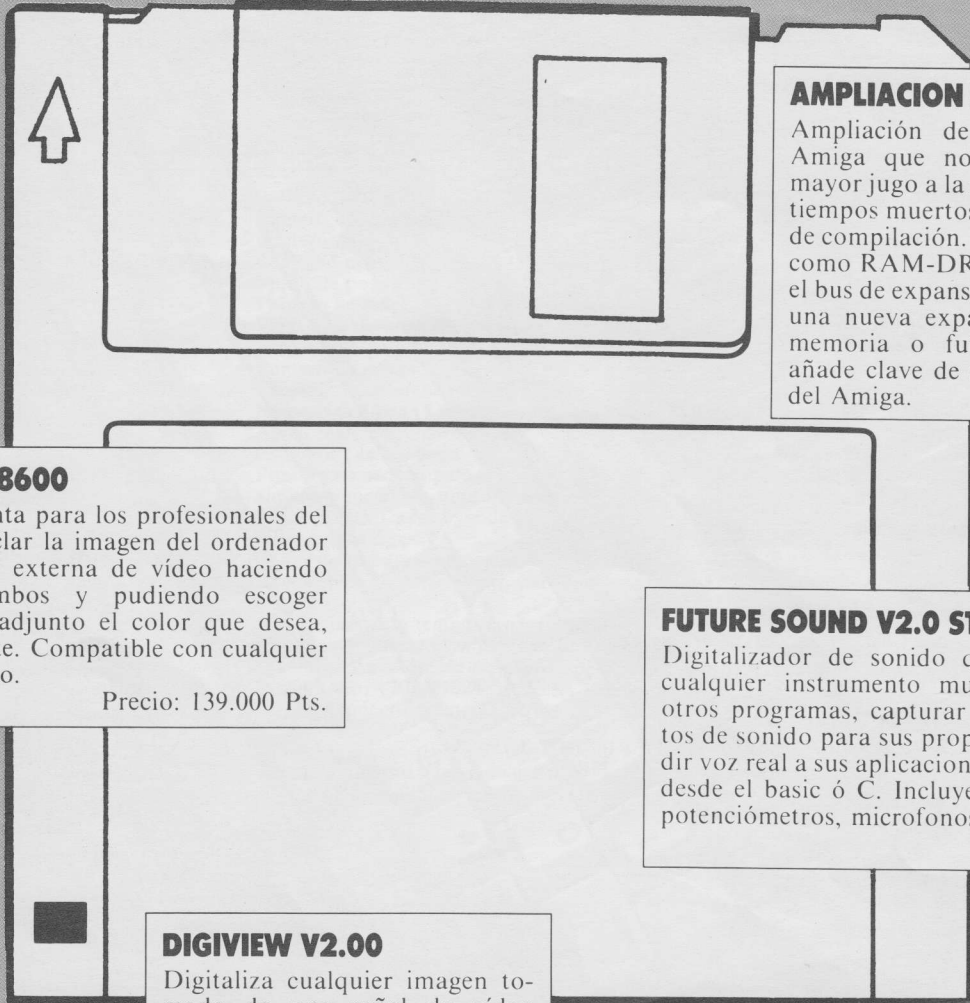 AMPLIACION
Ampliación de
Amiga que no
mayor jugo a la
tiempos muertos
de compilación.
como RAM-DR
el bus de expans
una nueva expa
memoria o fu
añade clave de
del Amiga.
8600
nta para los profesionales del
clar la imagen del ordenador
externa de vídeo haciendo
mbos y pudiendo escoger
adjunto el color que desea,
e. Compatible con cualquier
o.
Precio: 139.000 Pts.
FUTURE SOUND V2.0 ST
Digitalizador de sonido
cualquier instrumento mu
otros programas, capturar
tos de sonido para sus prop
dir voz real a sus aplicacion
desde el basic ó C. Incluye
potenciómetros, microfonos
DIGIVIEW V2.00
Digitaliza cualquier imagen to-